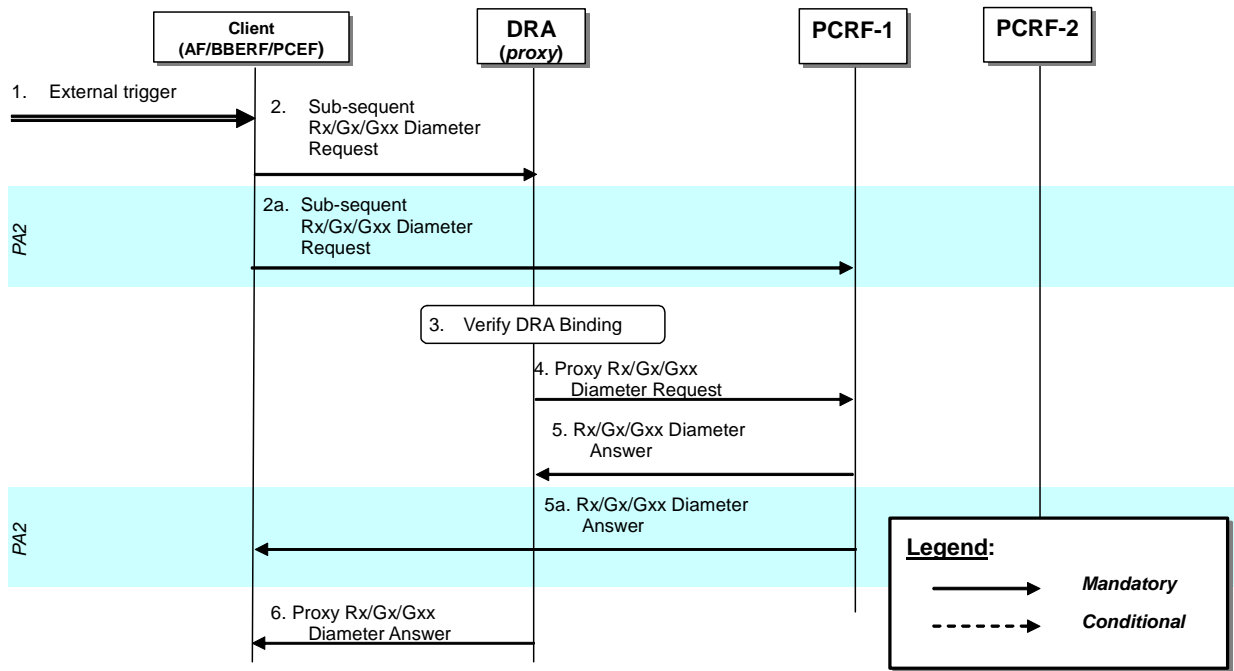 Client
(AF/BBERF/PCEF)
DRA
(proxy)
PCRF-1
PCRF-2
1. External trigger
2. Sub-sequent
Rx/Gx/Gxx Diameter
Request
PA2
2a. Sub-sequent
Rx/Gx/Gxx Diameter
Request
3. Verify DRA Binding
4. Proxy Rx/Gx/Gxx
Diameter Request
5. Rx/Gx/Gxx Diameter
Answer
PA2
5a. Rx/Gx/Gxx Diameter
Answer
6. Proxy Rx/Gx/Gxx
Diameter Answer
Legend:
Mandatory
Conditional